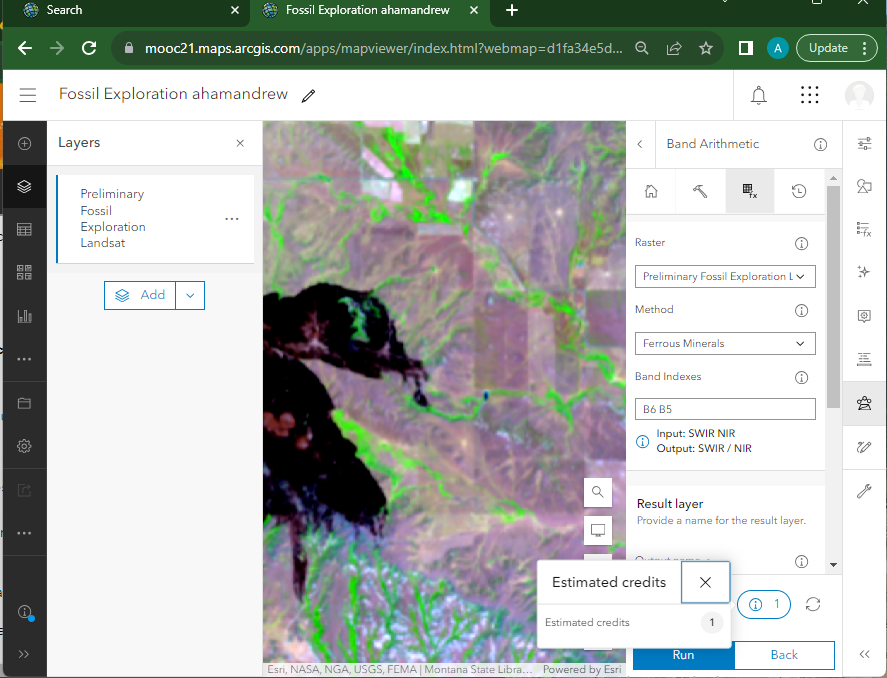 Search
Fossil Exploration ahamandrew
mooc21.maps.arcgis.com/apps/mapviewer/index.html?webmap=d1fa34e5d...
A
Update
Fossil Exploration ahamandrew
Layers
Preliminary
Fossil
Exploration
Landsat
Add
Band Arithmetic
Raster
Preliminary Fossil Exploration L
Method
Ferrous Minerals
Band Indexes
B6 B5
Input: SWIR NIR
Output: SWIR / NIR
Result layer
Provide a name for the result layer.
Estimated credits
Estimated credits
1
1
Run
Back
Esri, NASA, NGA, USGS, FEMA | Montana State Libra...
Powered by Esri